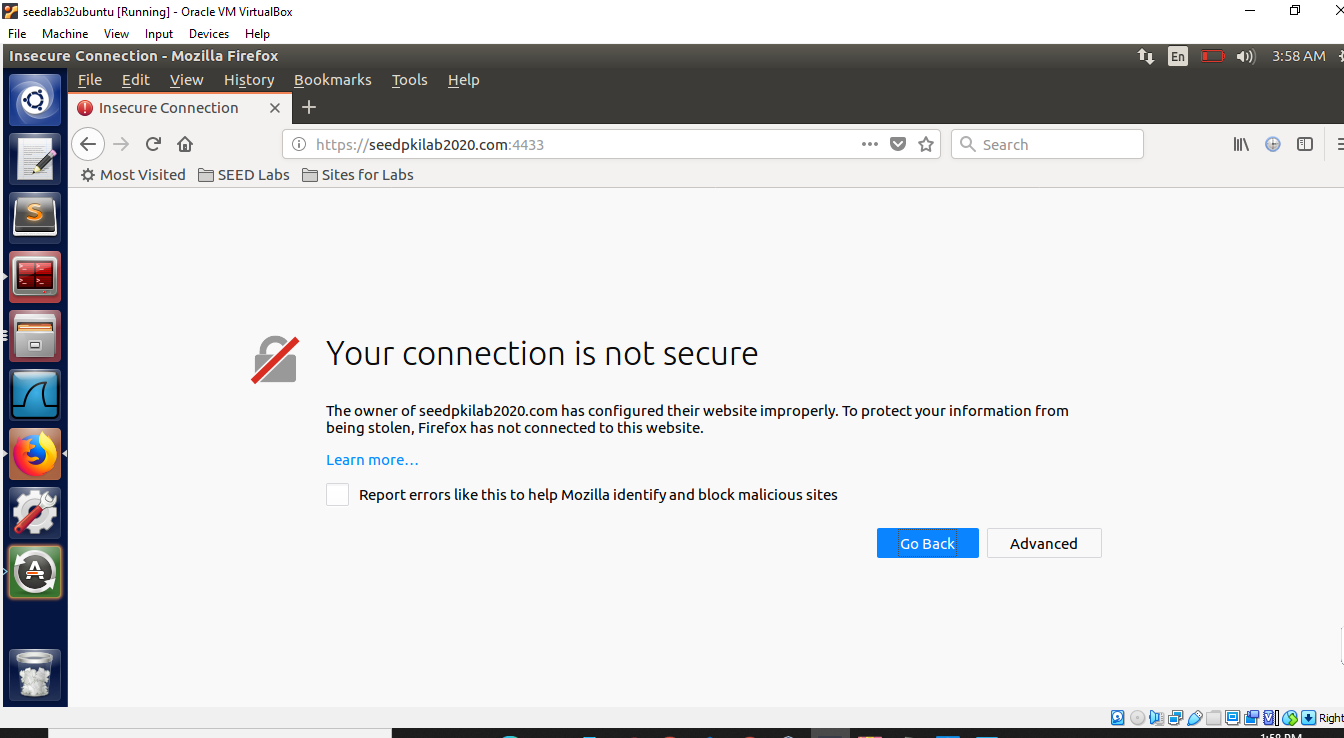 seedlab32ubuntu [Running] - Oracle VM VirtualBox
File Machine View Input Devices Help
Insecure Connection - Mozilla Firefox En 3:58 AM
File Edit View History Bookmarks Tools Help
Insecure Connection
https://seedpkilab2020.com:4433 Search
Most Visited SEED Labs Sites for Labs
Your connection is not secure
The owner of seedpkilab2020.com has configured their website improperly. To protect your information from
being stolen, Firefox has not connected to this website.
Learn more…
Report errors like this to help Mozilla identify and block malicious sites
Go Back Advanced
Right
1:58 PM